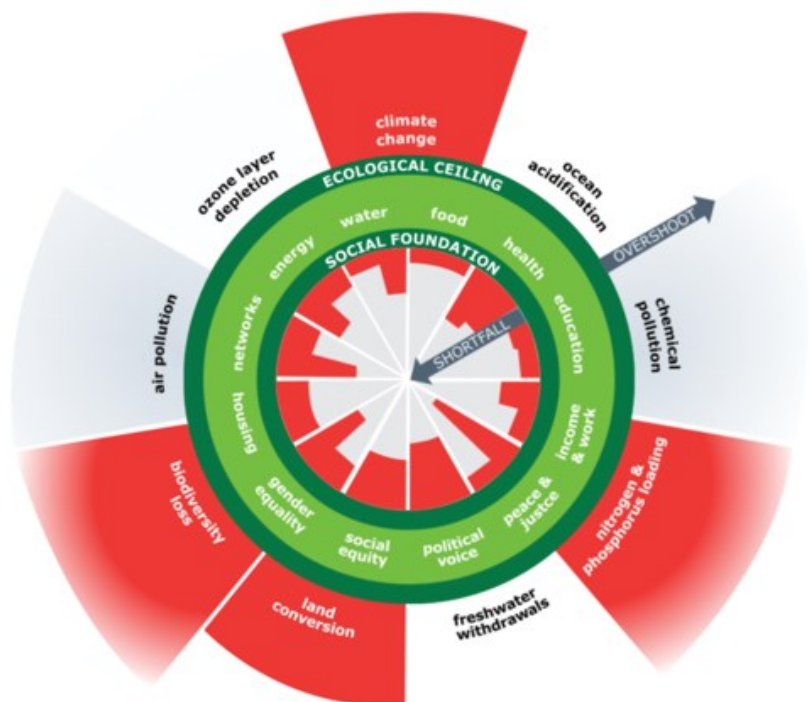 climate
change
ozone layer
depletion
ocean
acidification
ECOLOGICAL CEILING
OVERSHOOT
water
food
energy
health
SOCIAL FOUNDATION
air pollution
networks
SHORTFALL
education
chemical
pollution
housing
income
& work
biodiversity
loss
gender
equality
social
equity
political
voice
peace &
justce
nitrogen &
phosphorus loading
land
conversion
freshwater
withdrawals